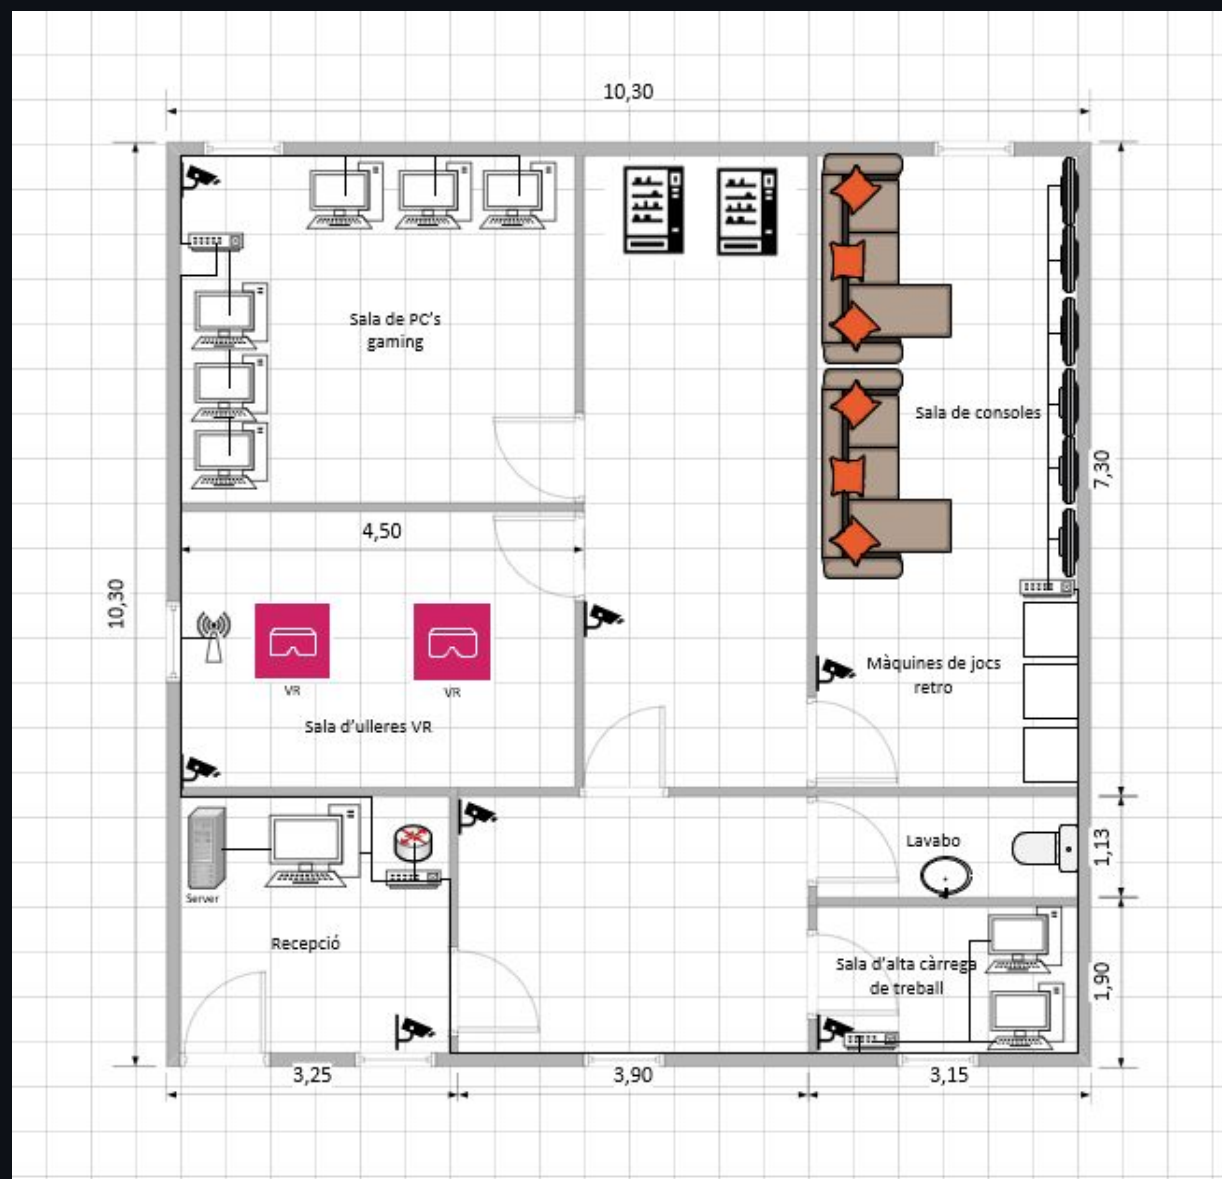 10,30
Sala de PC's
gaming
Sala de consoles
7,30
4,50
10,30
Màquines de jocs
retro
VR
VR
Sala d'ulleres VR
Lavabo
1,13
Server
Recepció
Sala d'alta càrrega
de treball
1,90
3,25
3,90
3,15